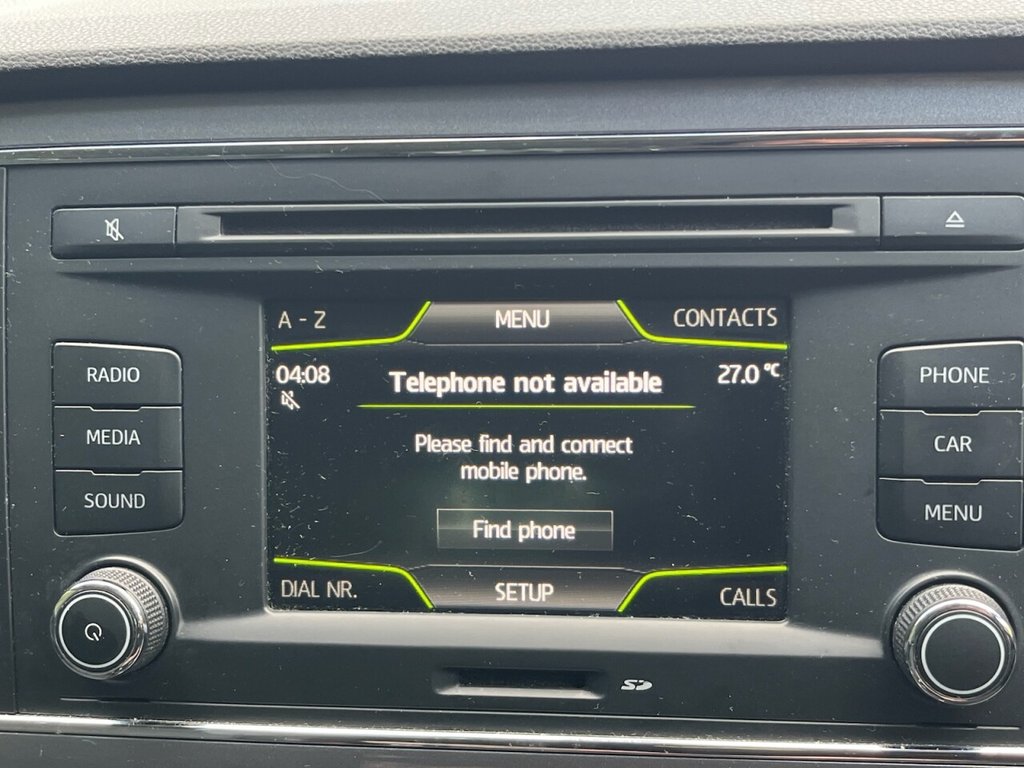 A - Z
MENU
CONTACTS
04:08
Telephone not available
27.0 °C
RADIO
PHONE
Please find and connect
mobile phone.
MEDIA
CAR
SOUND
MENU
Find phone
DIAL NR.
SETUP
CALLS
SD